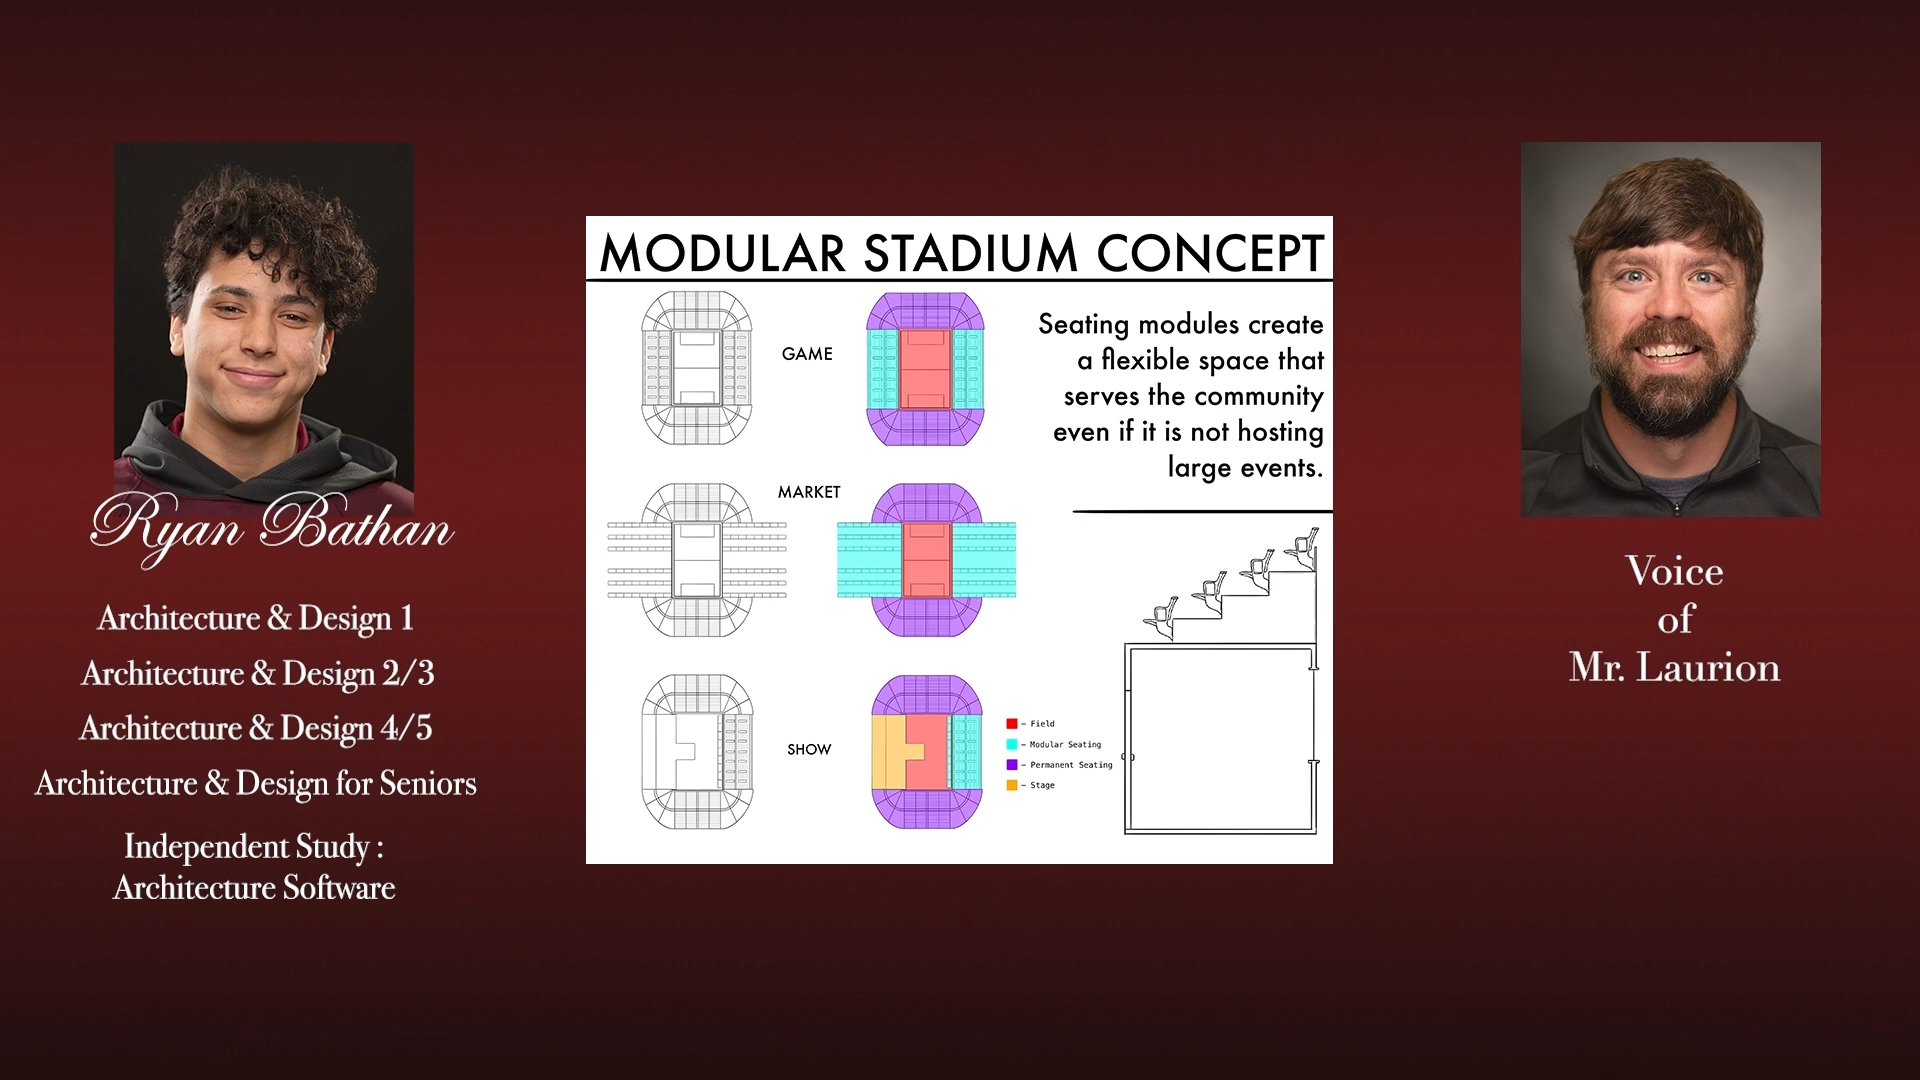 Ryan Bathan
Architecture & Design 1
Architecture & Design 2/3
Architecture & Design 4/5
Architecture & Design for Seniors
Independent Study :
Architecture Software
MODULAR STADIUM CONCEPT
GAME
MARKET
SHOW
Seating modules create
a flexible space that
serves the community
even if it is not hosting
large events.
- Field
- Modular Seating
- Permanent Seating
- Stage
Voice
of
Mr. Laurion